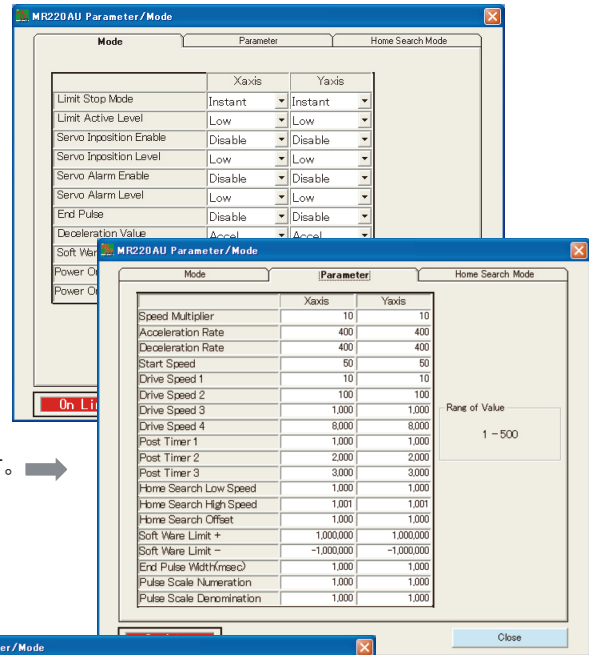 MR220AU Parameter/Mode
Mode Parameter Home Search Mode
Xaxis Yaxis
Limit Stop Mode Instant Instant
Limit Active Level Low Low
Servo Inposition Enable Disable Disable
Servo Inposition Level Low Low
Servo Alarm Enable Disable Disable
Servo Alarm Level Low Low
End Pulse Disable Disable
Deceleration Value Accel Accel
Soft War
Power O
Power O
On Li
MR220AU Parameter/Mode
Mode Parameter Home Search Mode
Xaxis Yaxis
Speed Multiplier 10 10
Acceleration Rate 400 400
Deceleration Rate 400 400
Start Speed 50 50
Drive Speed 1 10 10
Drive Speed 2 100 100
Drive Speed 3 1,000 1,000
Drive Speed 4 8,000 8,000
Post Timer 1 1,000 1,000
Post Timer 2 2,000 2,000
Post Timer 3 3,000 3,000
Home Search Low Speed 1,000 1,000
Home Search High Speed 1,001 1,001
Home Search Offset 1,000 1,000
Soft Ware Limit + 1,000,000 1,000,000
Soft Ware Limit - -1,000,000 -1,000,000
End Pulse Width(msec) 1,000 1,000
Pulse Scale Numeration 1,000 1,000
Pulse Scale Denomination 1,000 1,000
Rang of Value
1 - 500
Close
。
er/Mode